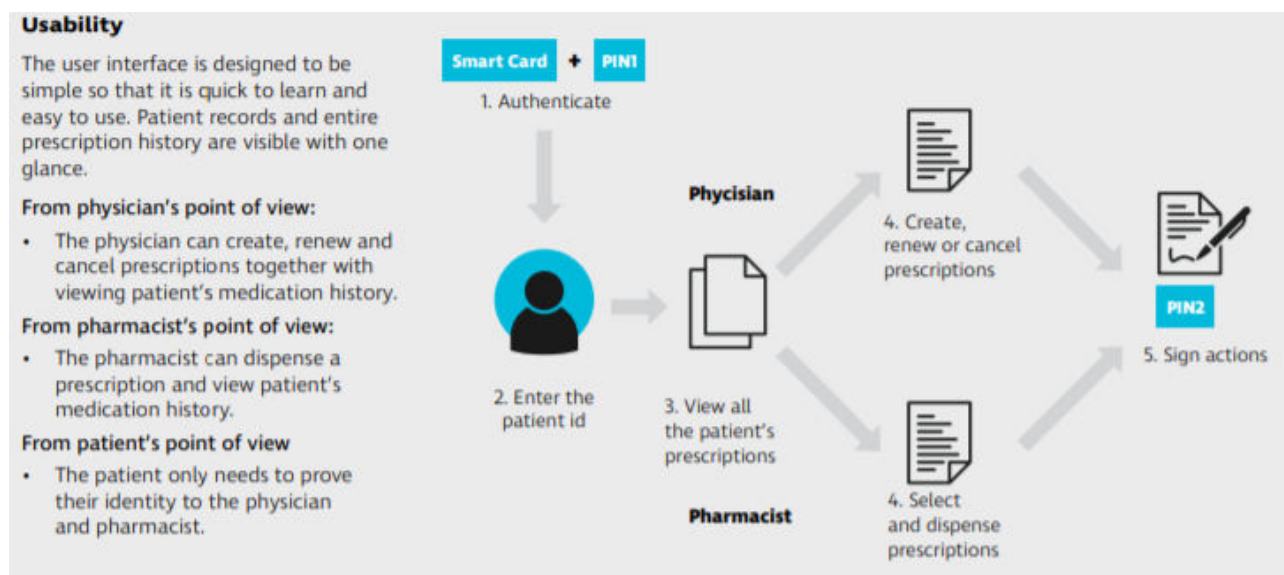 Usability
The user interface is designed to be
simple so that it is quick to learn and
easy to use. Patient records and entire
prescription history are visible with one
glance.
From physician's point of view:
• The physician can create, renew and
cancel prescriptions together with
viewing patient's medication history.
From pharmacist's point of view:
• The pharmacist can dispense a
prescription and view patient's
medication history.
From patient's point of view
• The patient only needs to prove
their identity to the physician
and pharmacist.
Smart Card + PIN1
1. Authenticate
2. Enter the
patient id
3. View all
the patient's
prescriptions
Phycisian
4. Create,
renew or cancel
prescriptions
Pharmacist
4. Select
and dispense
prescriptions
PIN2
5. Sign actions